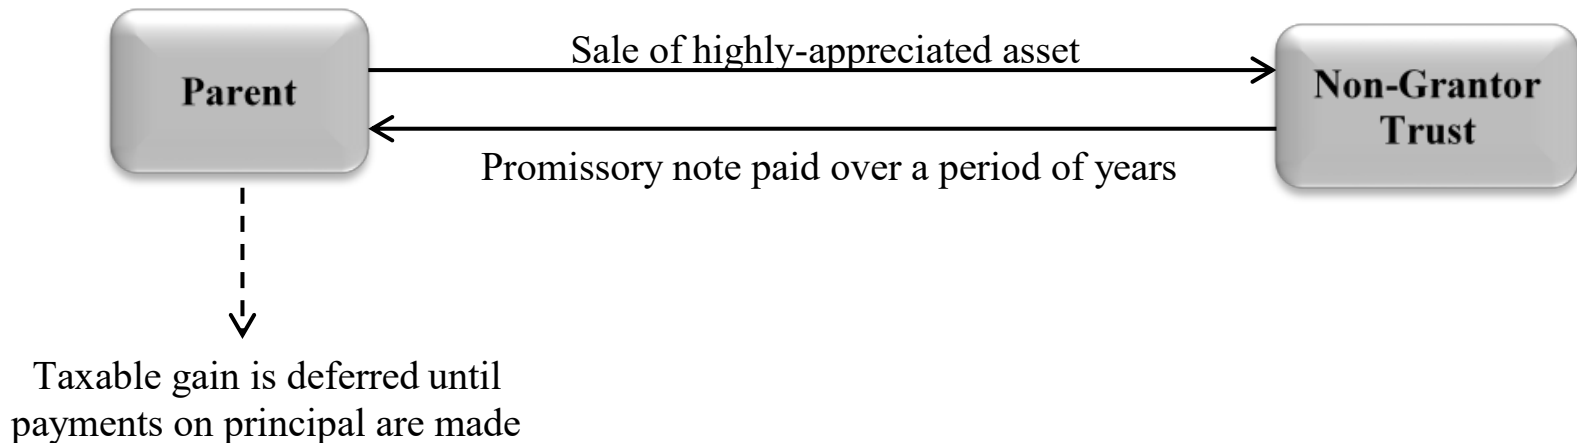 Sale of highly-appreciated asset
Parent
Non-Grantor
Trust
Promissory note paid over a period of years
Taxable gain is deferred until
payments on principal are made